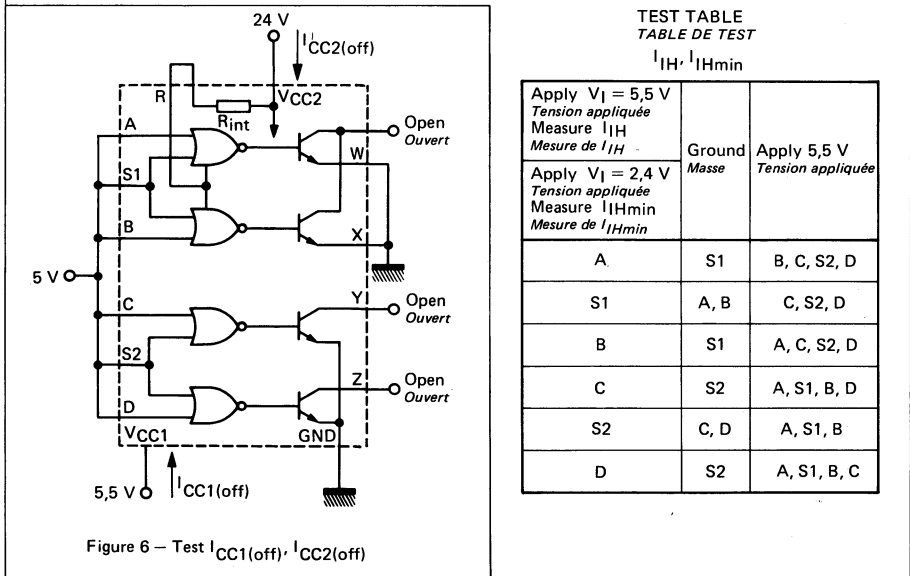 24 V
ICC2(off)
R
VCC2
Rint
A
Open
Ouvert
W
S1
B
X
5 V
C
Y
Open
Ouvert
S2
Z
Open
Ouvert
D
VCC1
GND
5,5 V
ICC1(off)
Figure 6 – Test ICC1(off), ICC2(off)
TEST TABLE
TABLE DE TEST
IIH, IIHmin
Apply VI = 5,5 V
Tension appliquée
Measure IIH
Mesure de IIH
Apply VI = 2,4 V
Tension appliquée
Measure IIHmin
Mesure de IIHmin
Ground
Masse
Apply 5,5 V
Tension appliquée
A S1 B, C, S2, D
S1 A, B C, S2, D
B S1 A, C, S2, D
C S2 A, S1, B, D
S2 C, D A, S1, B
D S2 A, S1, B, C